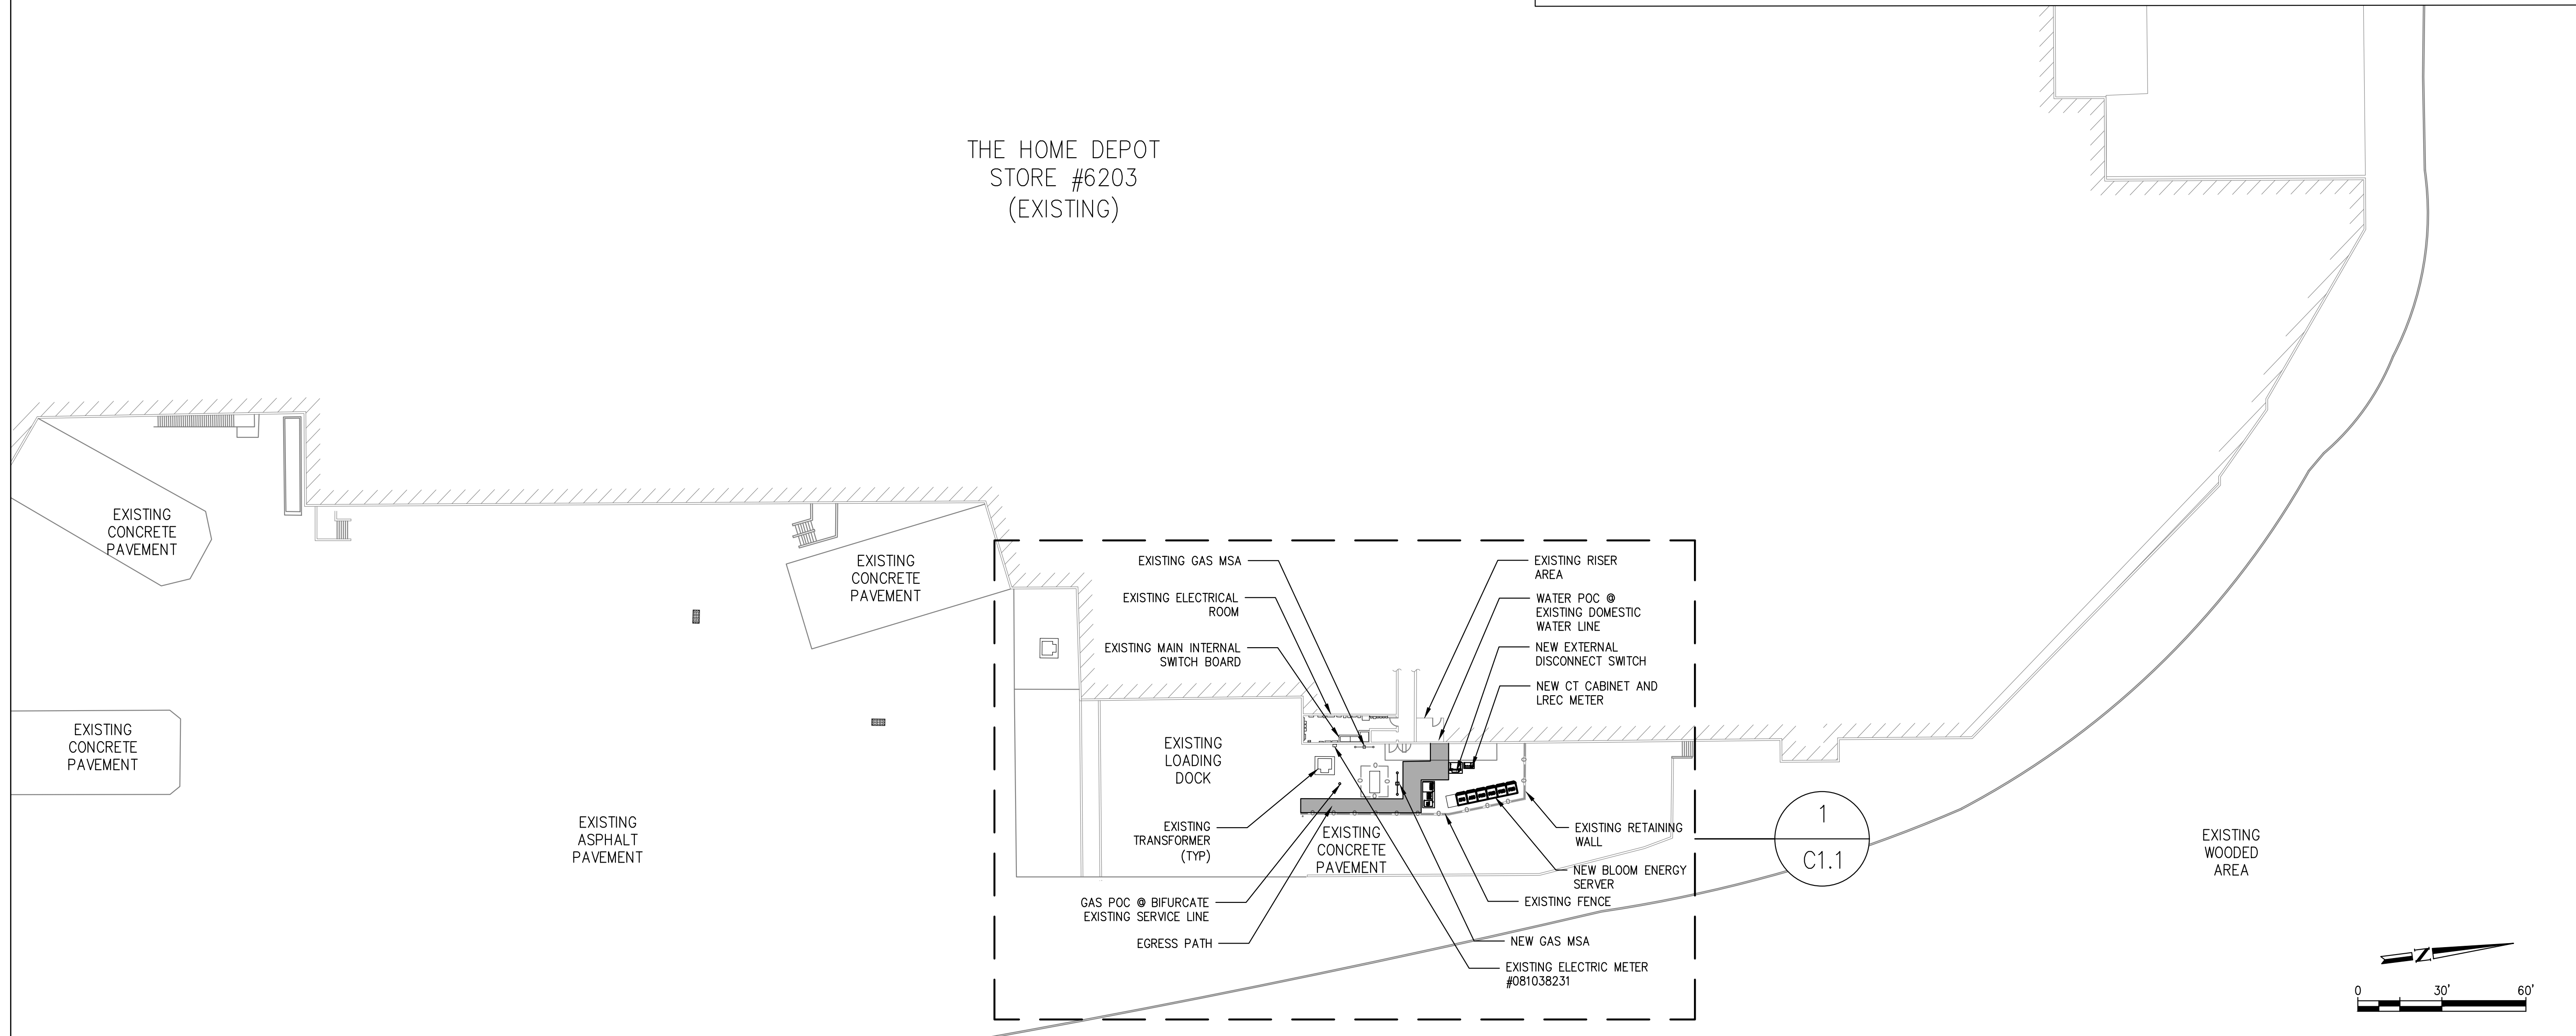 THE HOME DEPOT
STORE #6203
(EXISTING)
EXISTING
CONCRETE
PAVEMENT
EXISTING
CONCRETE
PAVEMENT
EXISTING
CONCRETE
PAVEMENT
EXISTING
ASPHALT
PAVEMENT
EXISTING GAS MSA
EXISTING ELECTRICAL
ROOM
EXISTING MAIN INTERNAL
SWITCH BOARD
EXISTING
LOADING
DOCK
EXISTING
TRANSFORMER
(TYP)
GAS POC @ BIFURCATE
EXISTING SERVICE LINE
EGRESS PATH
EXISTING RISER
AREA
WATER POC @
EXISTING DOMESTIC
WATER LINE
NEW EXTERNAL
DISCONNECT SWITCH
NEW CT CABINET AND
LREC METER
EXISTING
CONCRETE
PAVEMENT
EXISTING RETAINING
WALL
NEW BLOOM ENERGY
SERVER
EXISTING FENCE
NEW GAS MSA
EXISTING ELECTRIC METER
#081038231
1
C1.1
EXISTING
WOODED
AREA
N
0 30' 60'